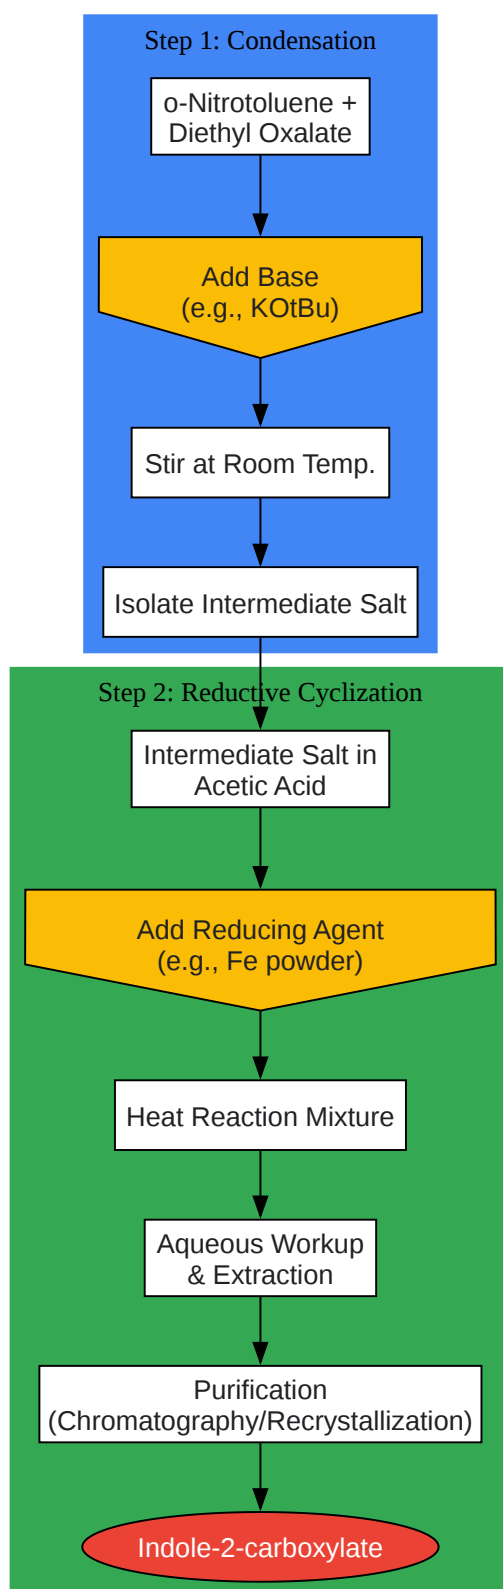 Step 1: Condensation
o-Nitrotoluene +
Diethyl Oxalate
Add Base
(e.g., KOtBu)
Stir at Room Temp.
Isolate Intermediate Salt
Step 2: Reductive Cyclization
Intermediate Salt in
Acetic Acid
Add Reducing Agent
(e.g., Fe powder)
Heat Reaction Mixture
Aqueous Workup
& Extraction
Purification
(Chromatography/Recrystallization)
Indole-2-carboxylate